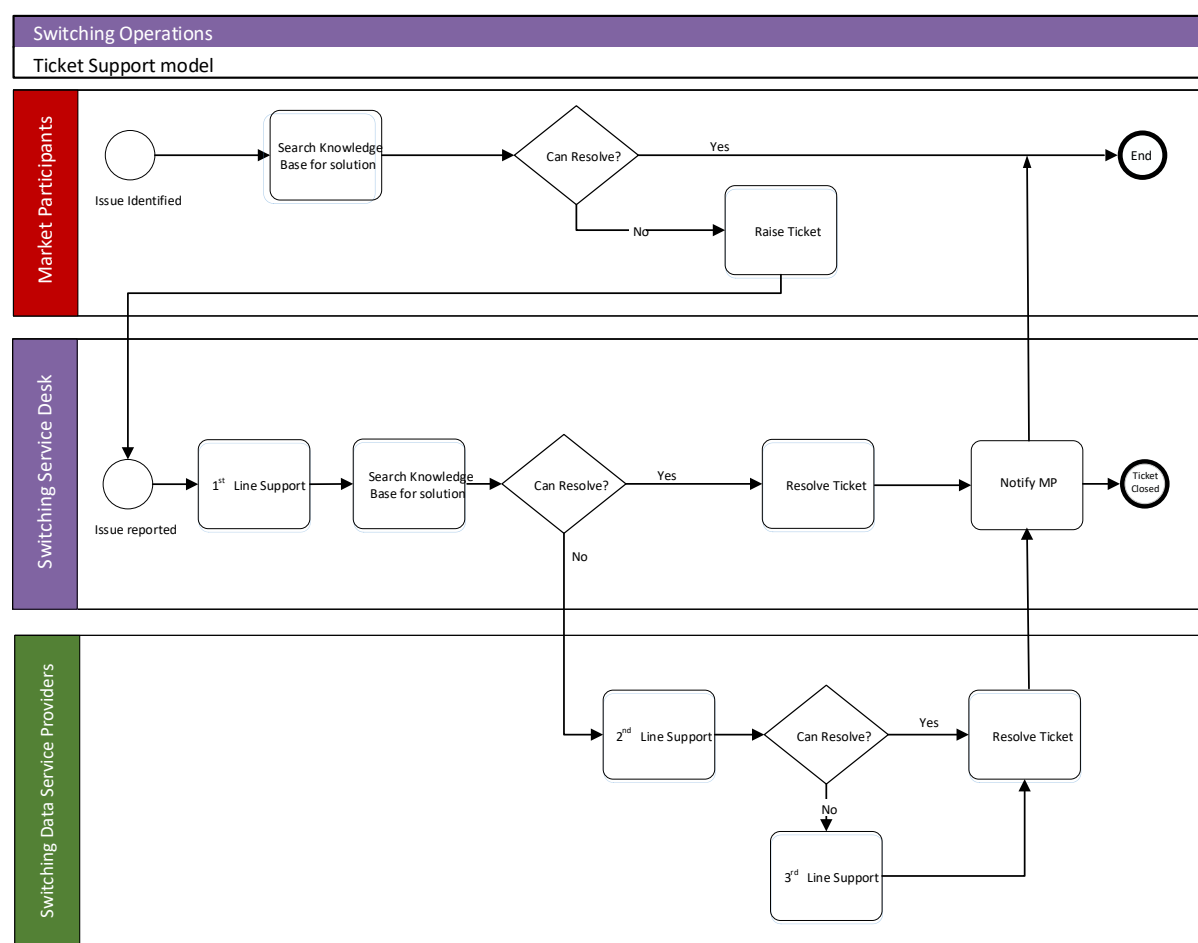 Switching Operations
Ticket Support model
Market Participants
Issue Identified
Search Knowledge
Base for solution
Can Resolve?
Yes
No
Raise Ticket
End
Switching Service Desk
Issue reported
1st Line Support
Search Knowledge
Base for solution
Can Resolve?
Yes
No
Resolve Ticket
Notify MP
Ticket
Closed
Switching Data Service Providers
2nd Line Support
Can Resolve?
Yes
No
Resolve Ticket
3rd Line Support